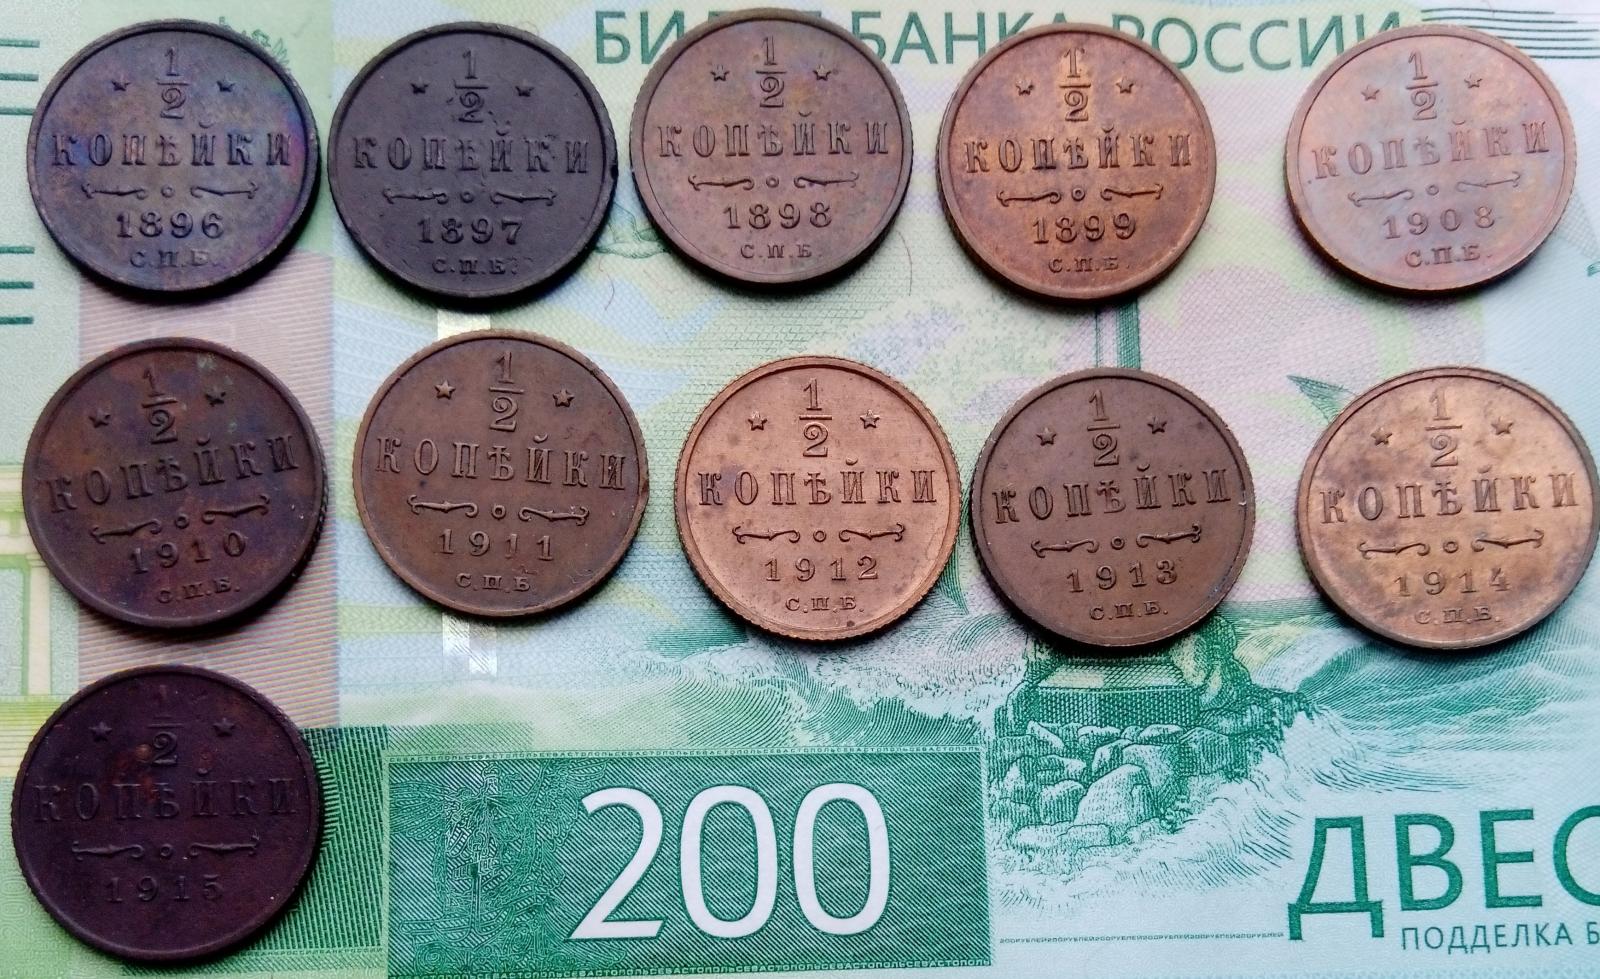 БИЛЕТ БАНКА РОССИИ
1/2
КОПѢЙКИ
1896
С.П.Б.
1/2
КОПѢЙКИ
1897
С.П.Б.
1/2
КОПѢЙКИ
1898
С.П.Б.
1/2
КОПѢЙКИ
1899
С.П.Б.
1/2
КОПѢЙКИ
1908
С.П.Б.
1/2
КОПѢЙКИ
1910
С.П.Б.
1/2
КОПѢЙКИ
1911
С.П.Б.
1/2
КОПѢЙКИ
1912
С.П.Б.
1/2
КОПѢЙКИ
1913
С.П.Б.
1/2
КОПѢЙКИ
1914
С.П.Б.
1/2
КОПѢЙКИ
1915
200
ДВЕС
ПОДДЕЛКА Б